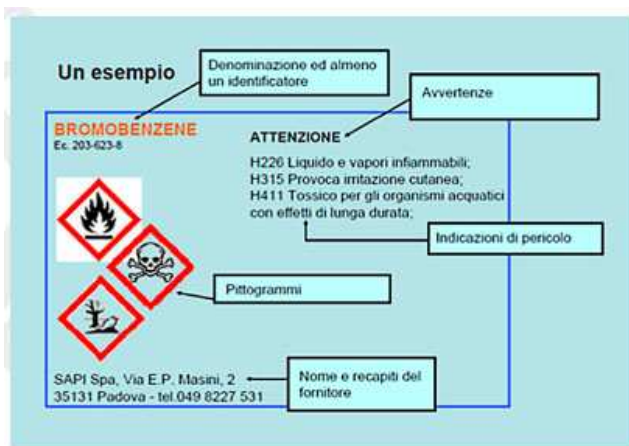 Un esempio
Denominazione ed almeno
un identificatore
Avvertenze
BROMOBENZENE
Ec. 203-623-8
ATTENZIONE
H226 Liquido e vapori infiammabili;
H315 Provoca irritazione cutanea;
H411 Tossico per gli organismi acquatici
con effetti di lunga durata;
Indicazioni di pericolo
Pittogrammi
SAPI Spa, Via E.P. Masini, 2
35131 Padova - tel.049 8227 531
Nome e recapiti del
fornitore